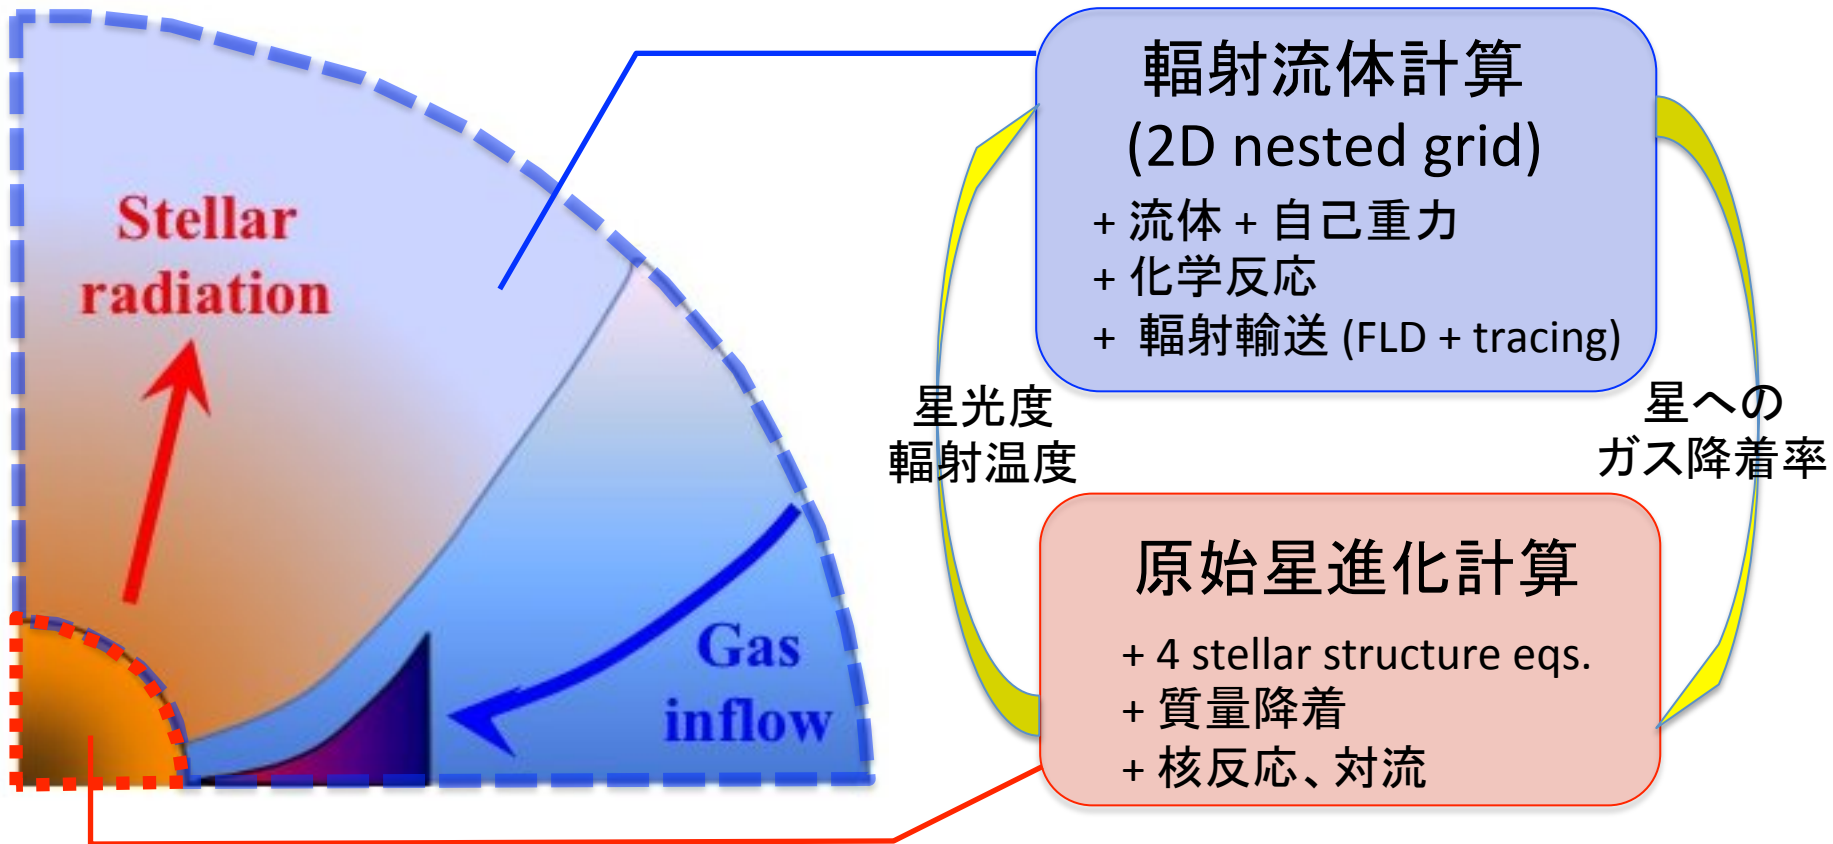 Stellar
radiation
Gas
inflow
輻射流体計算
(2D nested grid)
+ 流体 + 自己重力
+ 化学反応
+ 輻射輸送 (FLD + tracing)
星光度
輻射温度
星への
ガス降着率
原始星進化計算
+ 4 stellar structure eqs.
+ 質量降着
+ 核反応、対流